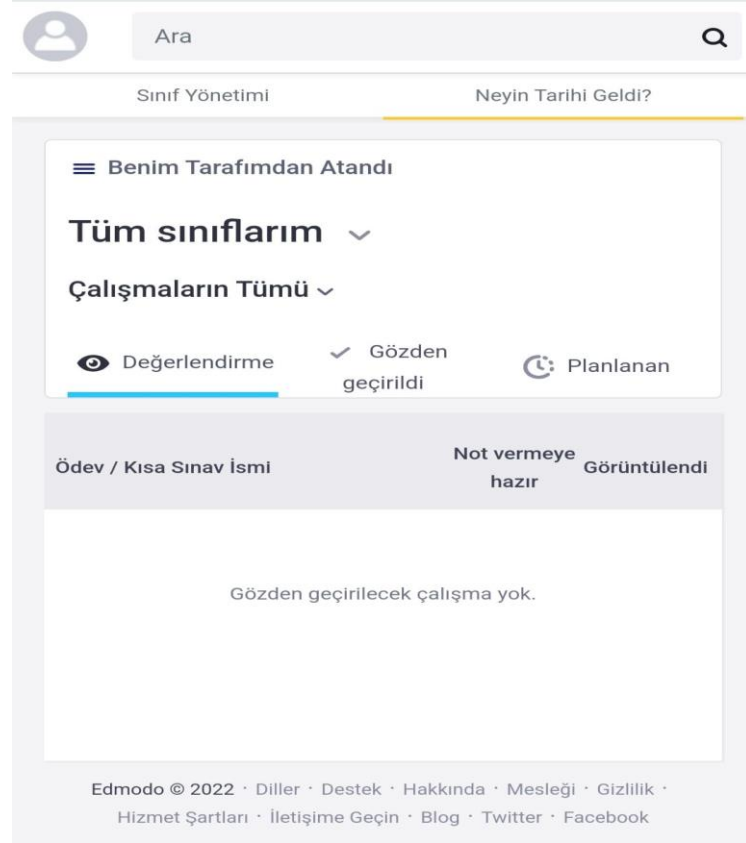 Ara
Sınıf Yönetimi
Neyin Tarihi Geldi?
Benim Tarafımdan Atandı
Tüm sınıflarım
Çalışmaların Tümü
Değerlendirme
Gözden
geçirildi
Planlanan
Ödev / Kısa Sınav İsmi
Not vermeye
hazır
Görüntülendi
Gözden geçirilecek çalışma yok.
Edmodo © 2022 · Diller · Destek · Hakkında · Mesleği · Gizlilik ·
Hizmet Şartları · İletişime Geçin · Blog · Twitter · Facebook